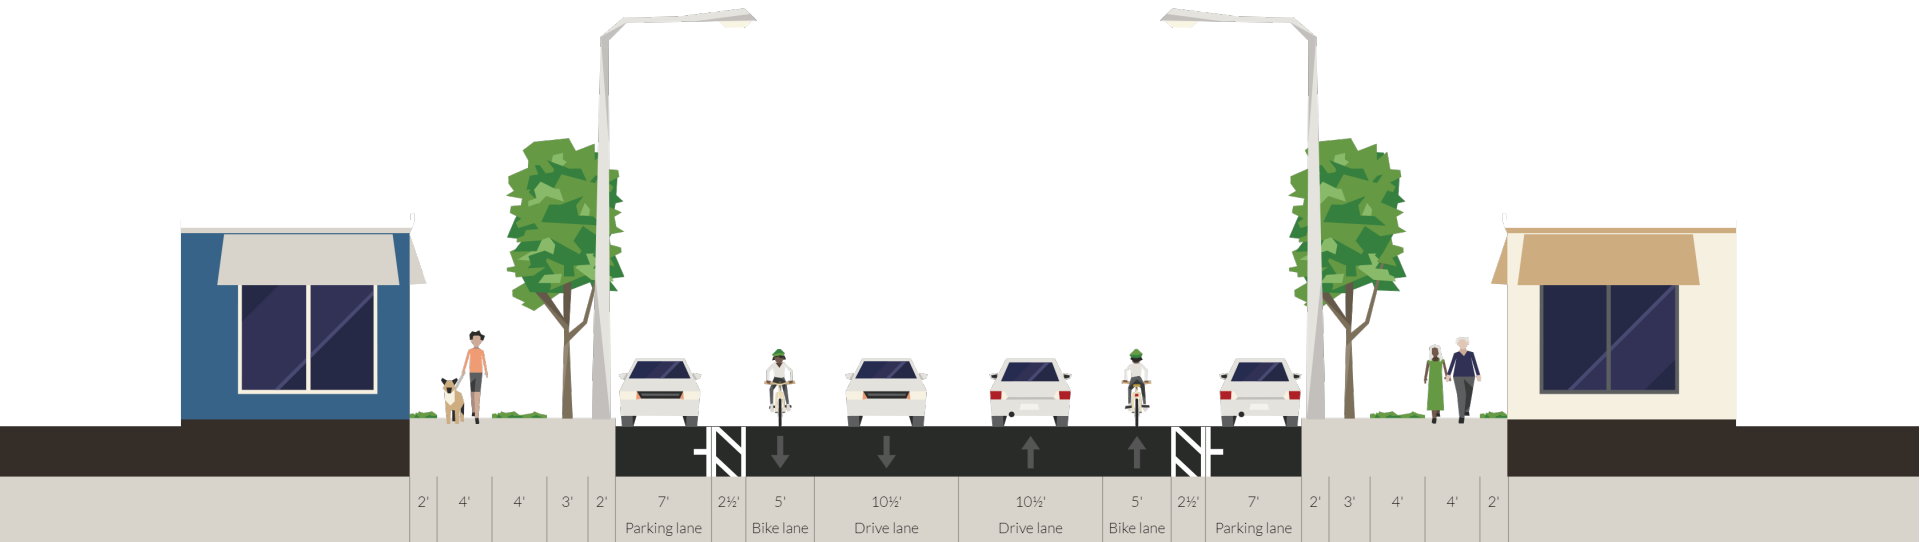 2' 4' 4' 3' 2' 7' 2½' 5' 10½' 10½' 5' 2½' 7' 2' 3' 4' 4' 2'
Parking lane Bike lane Drive lane Drive lane Bike lane Parking lane